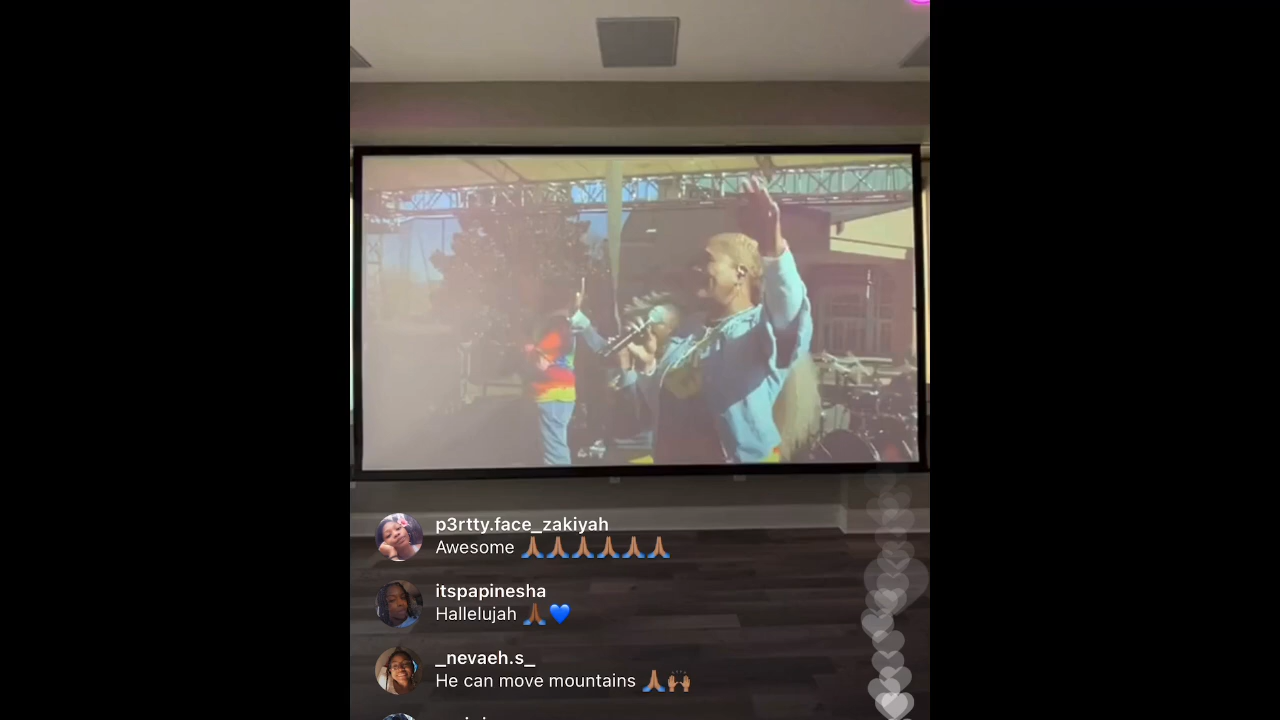 p3rtty.face_zakiyah
Awesome 🙏🏽🙏🏽🙏🏽🙏🏽🙏🏽🙏🏽
itspapinesha
Hallelujah 🙏🏾💙
_nevaeh.s_
He can move mountains 🙏🏽🙌🏽